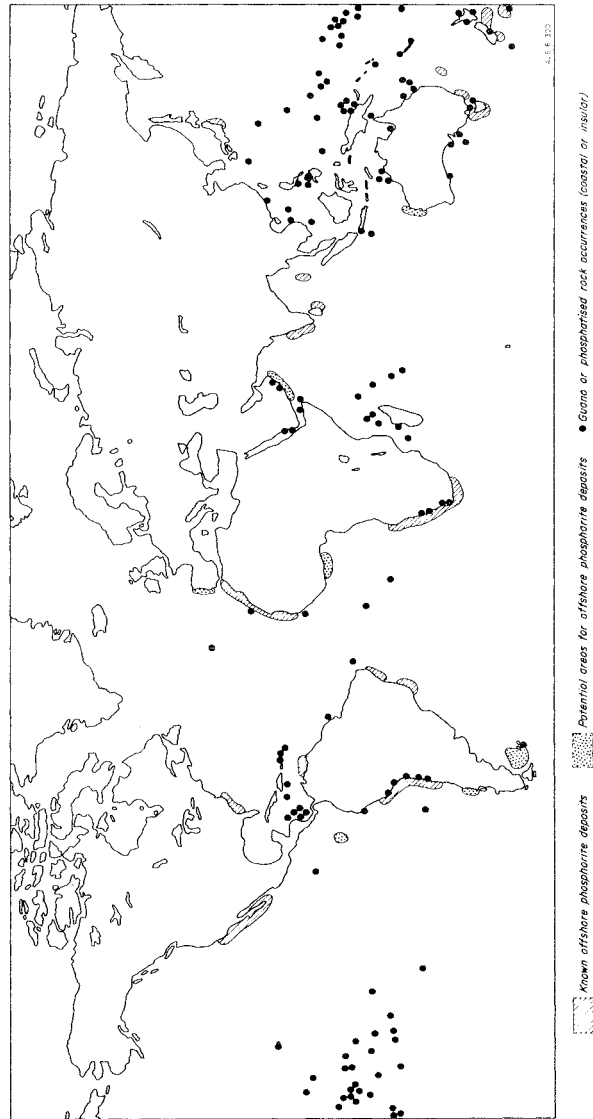 Known offshore phosphorite deposits
Potential areas for offshore phosphorite deposits
Guano or phosphatised rock occurrences (coastal or insular)